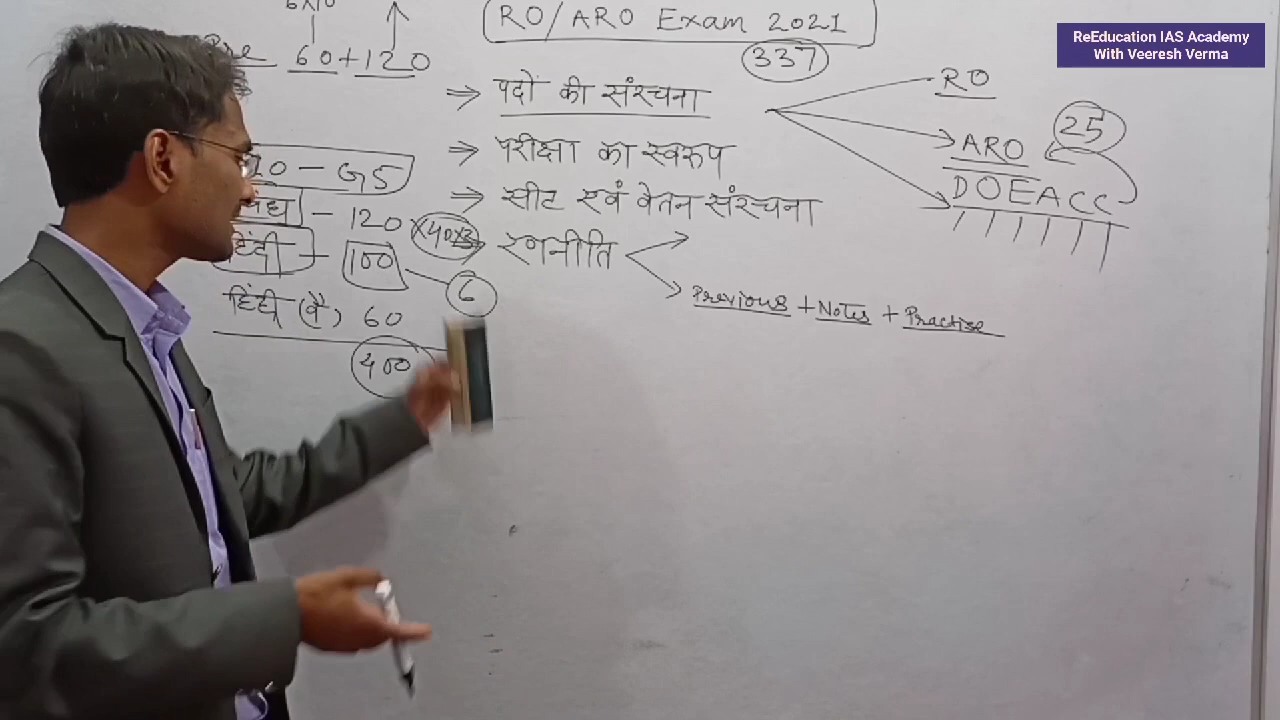 RO/ARO Exam 2021
ReEducation IAS Academy
With Veeresh Verma
60+120
337
⇒ पदों की संरचना
RO
ARO
25
DOEACC
⇒ परीक्षा का स्वरूप
⇒ सीट एवं वेतन संरचना
रणनीति
Previous + Notes + Practise
- GS
- 120
हिंदी - 100
6
हिंदी (वै) 60
400